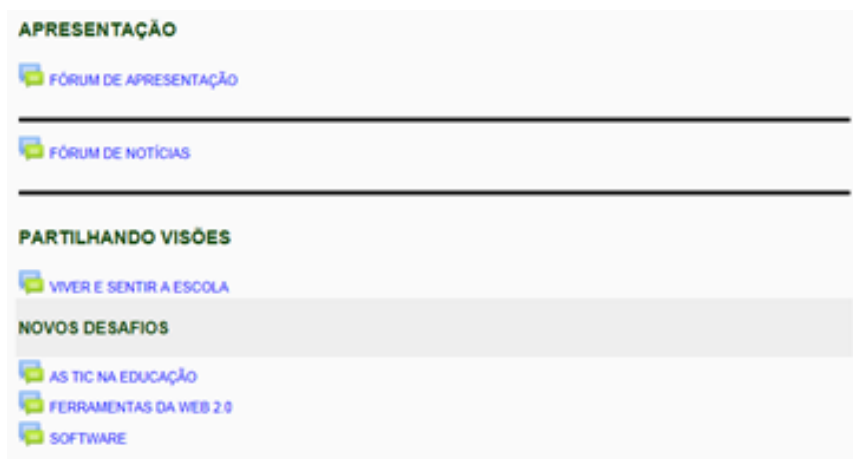 APRESENTAÇÃO
FÓRUM DE APRESENTAÇÃO
FÓRUM DE NOTÍCIAS
PARTILHANDO VISÕES
VIVER E SENTIR A ESCOLA
NOVOS DESAFIOS
AS TIC NA EDUCAÇÃO
FERRAMENTAS DA WEB 2.0
SOFTWARE